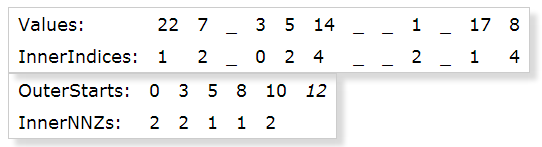 Values: 22 7 _ 3 5 14 _ _ 1 _ 17 8
InnerIndices: 1 2 _ 0 2 4 _ _ 2 _ 1 4
OuterStarts: 0 3 5 8 10 12
InnerNNZs: 2 2 1 1 2